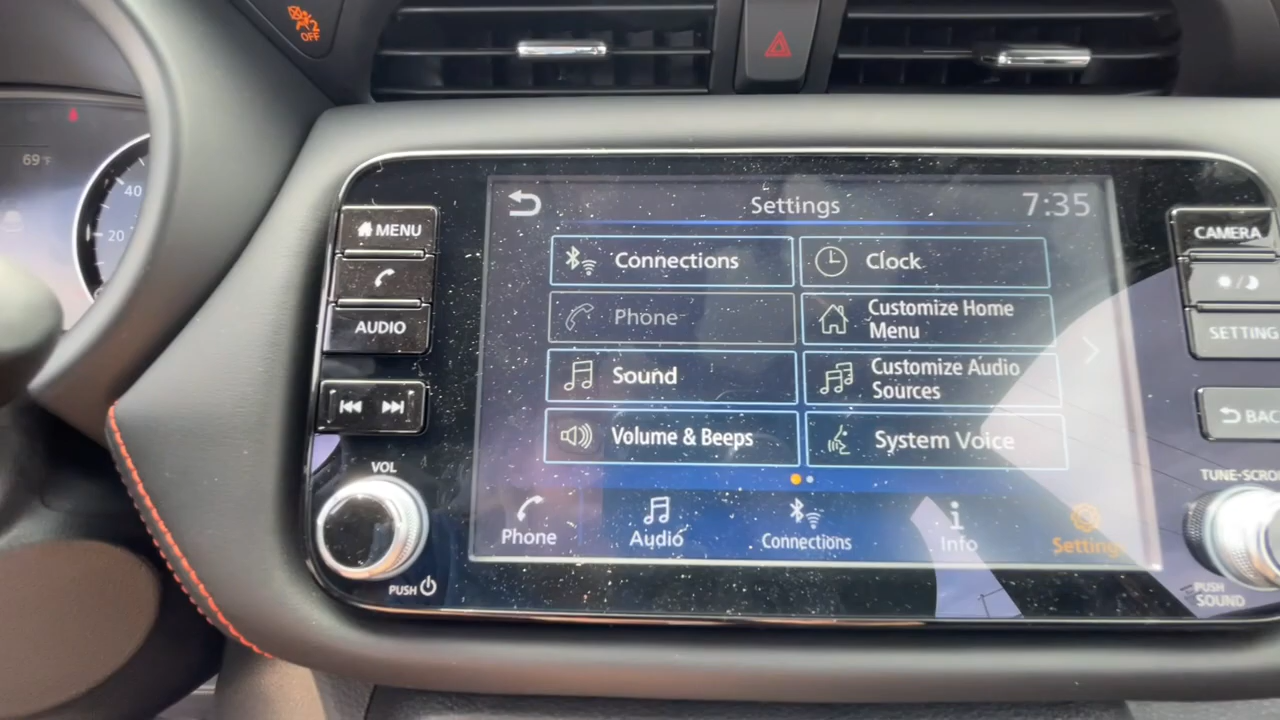 OFF
69°F
40
20
MENU
AUDIO
VOL
PUSH
Settings
7:35
Connections
Clock
Phone
Customize Home
Menu
Sound
Customize Audio
Sources
Volume & Beeps
System Voice
Phone
Audio
Connections
Info
Setting
CAMERA
SETTING
BAC
TUNE-SCRO
PUSH
SOUND